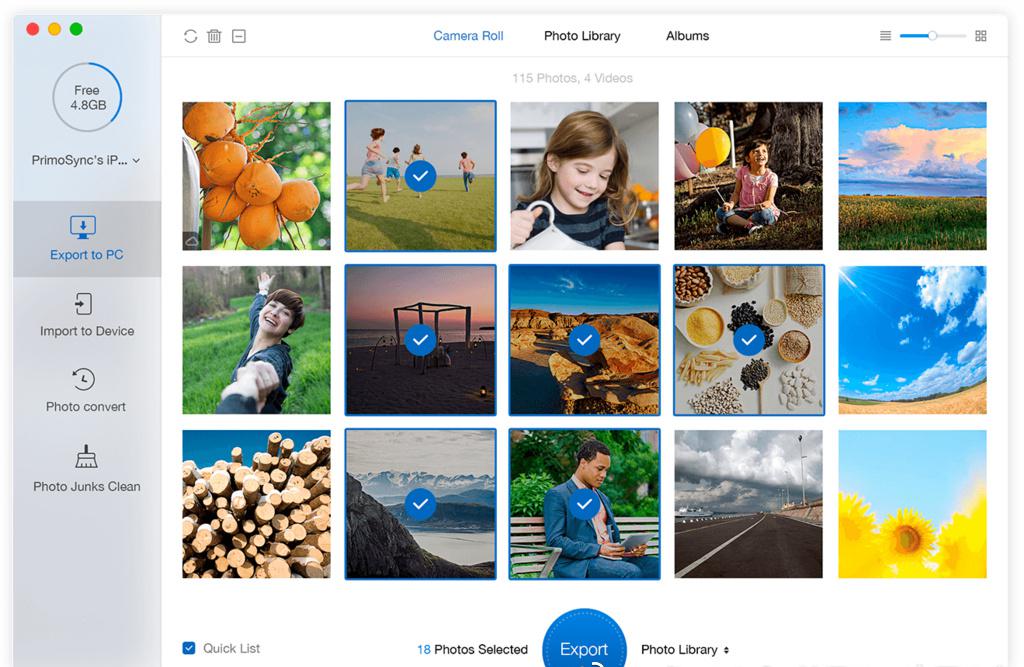 Camera Roll
Photo Library
Albums
Free
4.8GB
115 Photos, 4 Videos
PrimoSync's iP...
Export to PC
Import to Device
Photo convert
Photo Junks Clean
Quick List
18 Photos Selected
Export
Photo Library